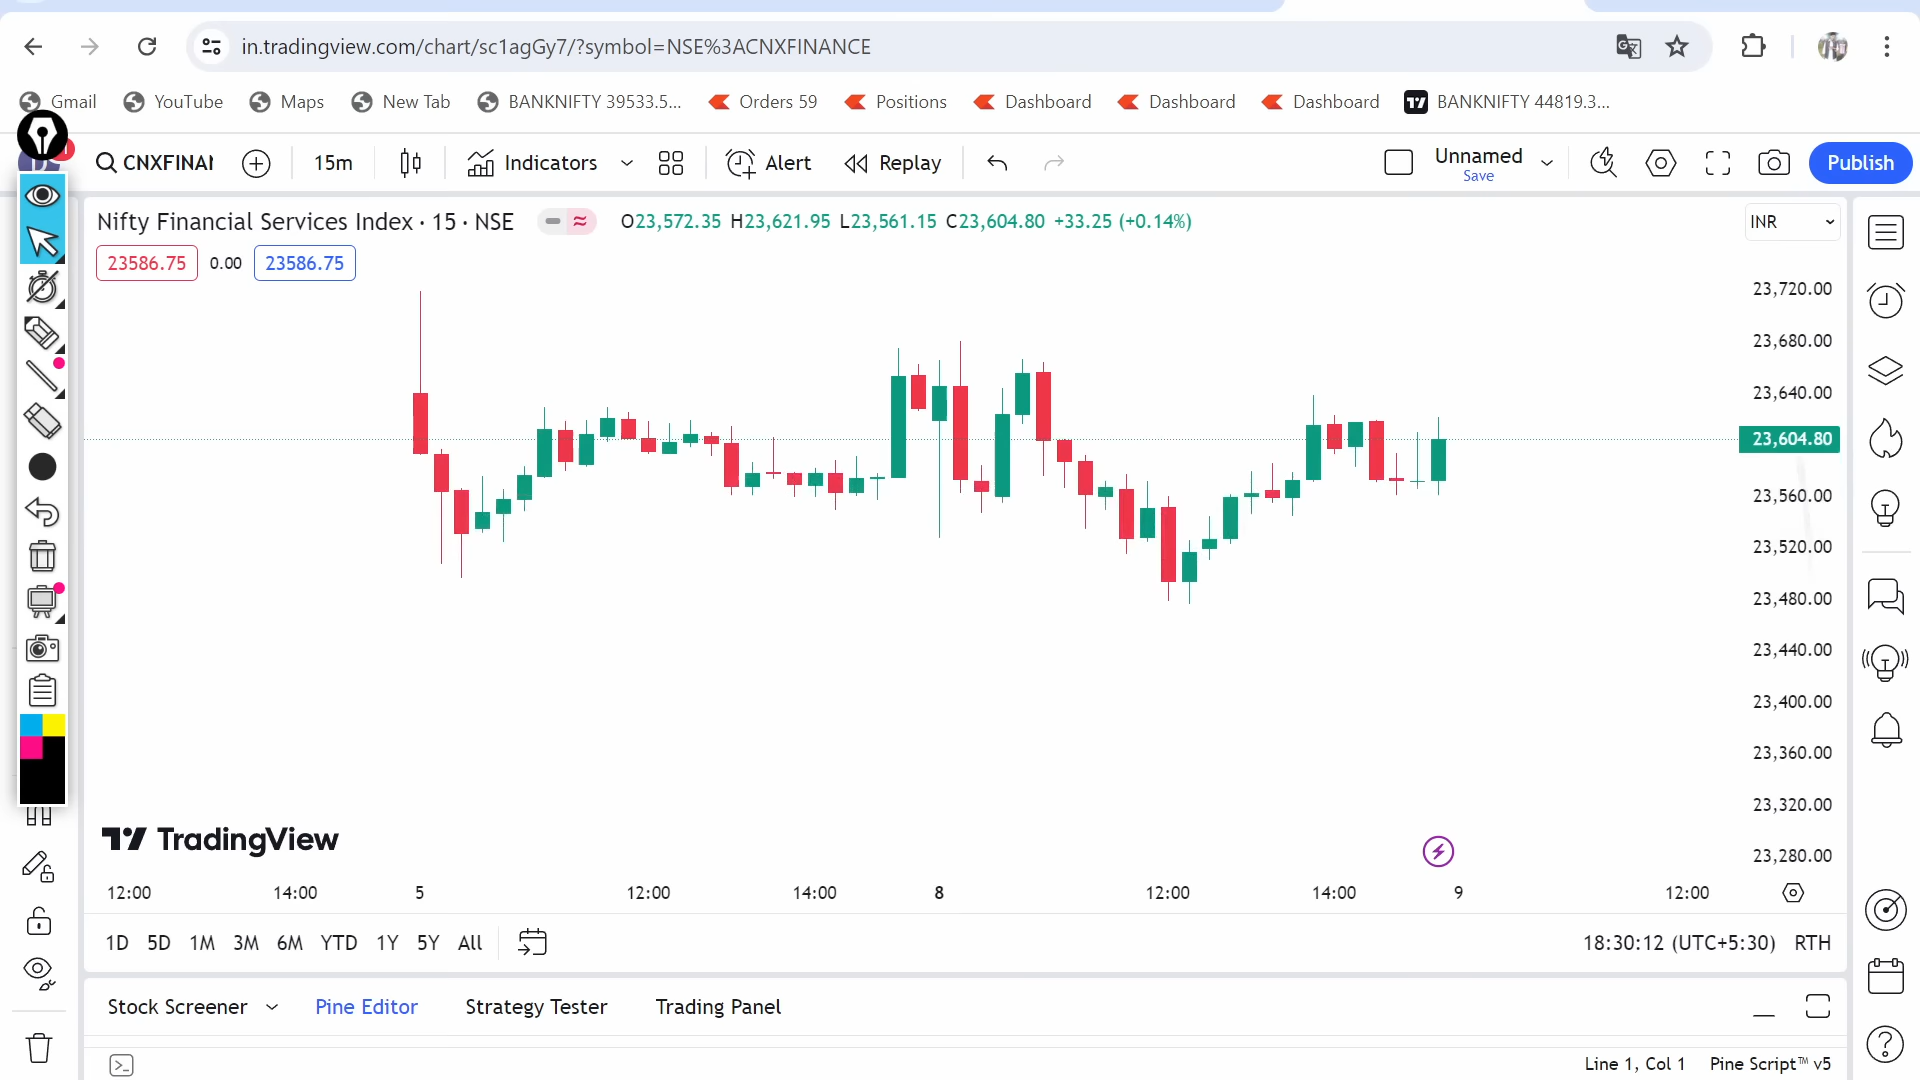 in.tradingview.com/chart/sc1agGy7/?symbol=NSE%3ACNXFINANCE
Gmail YouTube Maps New Tab BANKNIFTY 39533.5... Orders 59 Positions Dashboard Dashboard Dashboard BANKNIFTY 44819.3...
CNXFINAN 15m Indicators Alert Replay Unnamed Publish
Save
Nifty Financial Services Index · 15 · NSE O23,572.35 H23,621.95 L23,561.15 C23,604.80 +33.25 (+0.14%) INR
23586.75 0.00 23586.75
23,720.00
23,680.00
23,640.00
23,604.80
23,560.00
23,520.00
23,480.00
23,440.00
23,400.00
23,360.00
23,320.00
23,280.00
TradingView
12:00 14:00 5 12:00 14:00 8 12:00 14:00 9 12:00
1D 5D 1M 3M 6M YTD 1Y 5Y All 18:30:12 (UTC+5:30) RTH
Stock Screener Pine Editor Strategy Tester Trading Panel
Line 1, Col 1 Pine Script™ v5